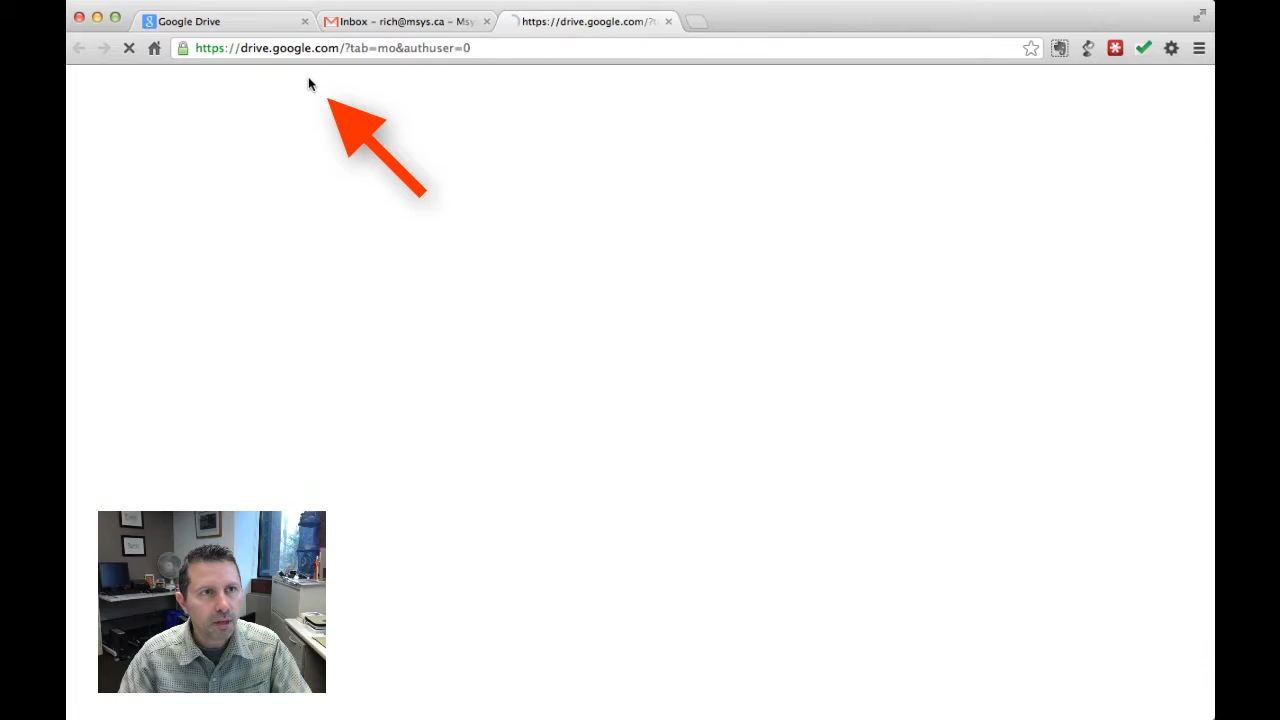 Google Drive
Inbox – rich@msys.ca – Msy
https://drive.google.com/?t
https://drive.google.com/?tab=mo&authuser=0